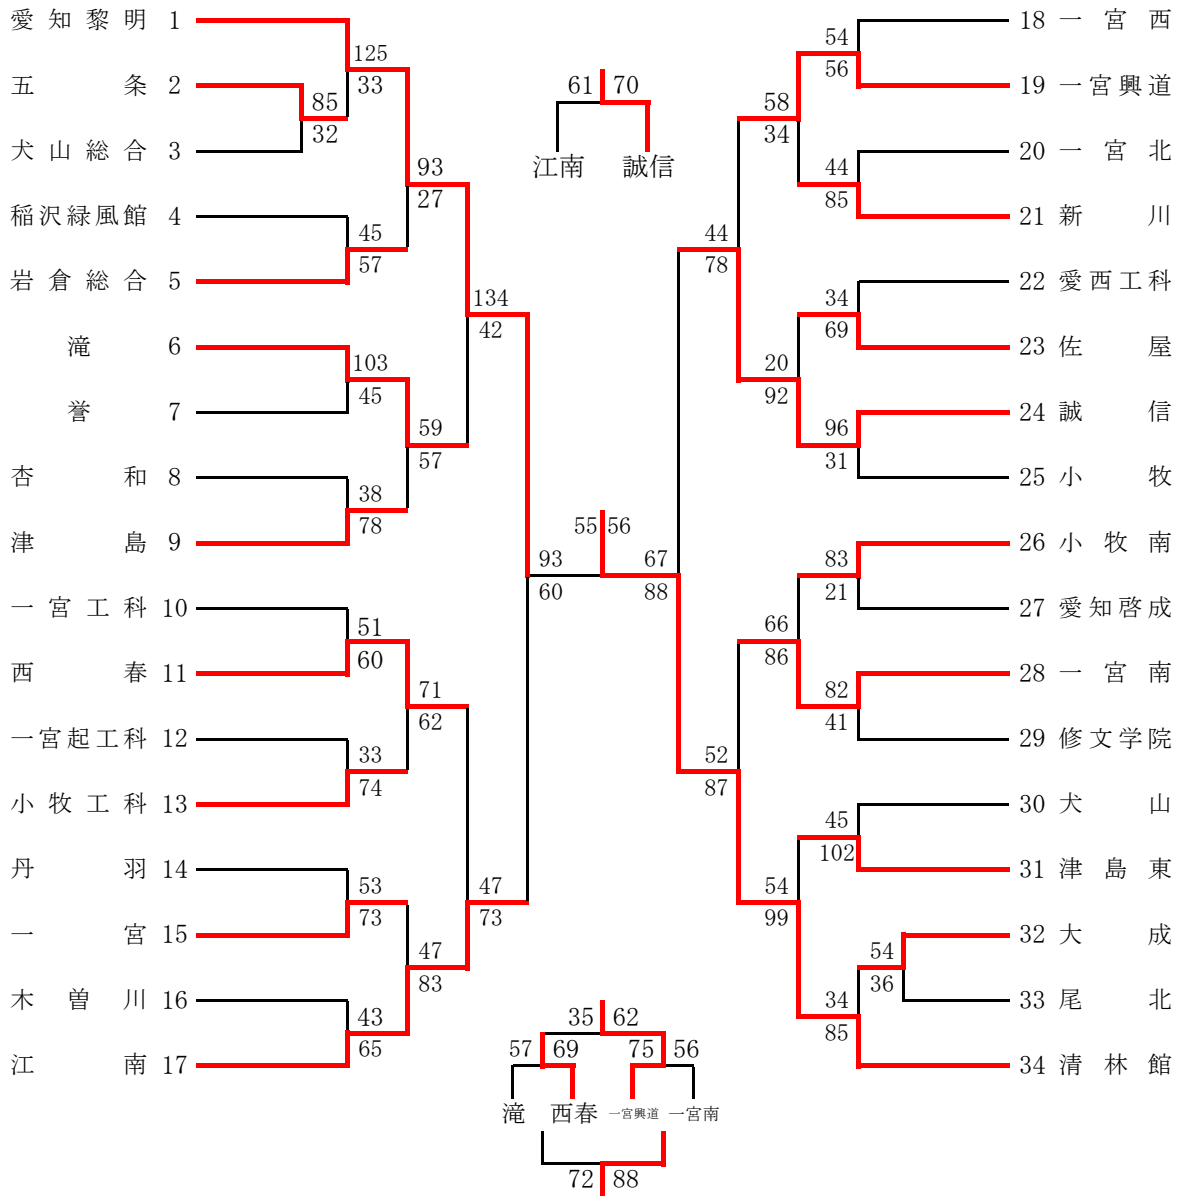 愛知黎明 1
125
33
五条 2
85
32
犬山総合 3
93
27
稲沢緑風館 4
45
57
岩倉総合 5
134
42
滝 6
103
45
誉 7
59
57
杏和 8
38
78
津島 9
93
60
一宮工科 10
51
60
西春 11
71
62
一宮起工科 12
33
74
小牧工科 13
丹羽 14
53
73
47
73
一宮 15
47
83
木曽川 16
43
65
江南 17
61 70
江南 誠信
55 56
35 62
57 69 75 56
滝 西春 一宮興道 一宮南
72 88
18 一宮西
54
56
19 一宮興道
58
34
20 一宮北
44
85
21 新川
44
78
22 愛西工科
34
69
23 佐屋
20
92
24 誠信
96
31
25 小牧
67
88
26 小牧南
83
21
27 愛知啓成
66
86
28 一宮南
82
41
29 修文学院
52
87
30 犬山
45
102
31 津島東
54
99
32 大成
54
36
33 尾北
34
85
34 清林館